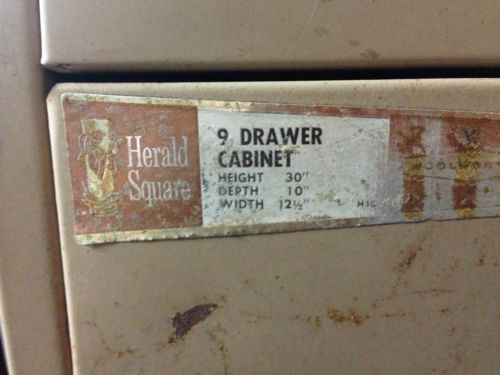 Herald
Square
9 DRAWER
CABINET
HEIGHT 30"
DEPTH 10"
WIDTH 12½"